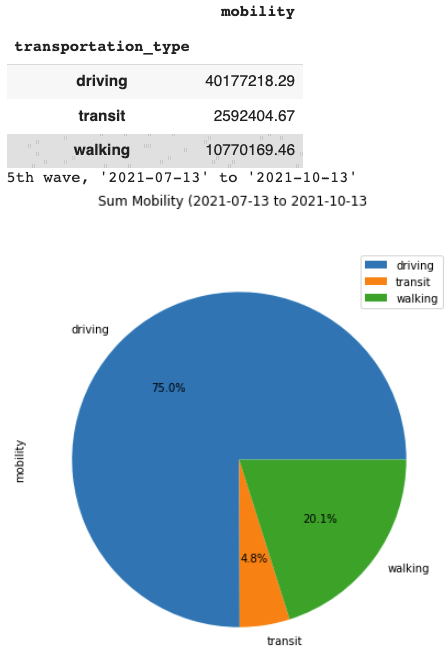 mobility
transportation_type
driving 40177218.29
transit 2592404.67
walking 10770169.46
5th wave, '2021-07-13' to '2021-10-13'
Sum Mobility (2021-07-13 to 2021-10-13
driving
transit
walking
driving
75.0%
mobility
20.1%
4.8%
walking
transit